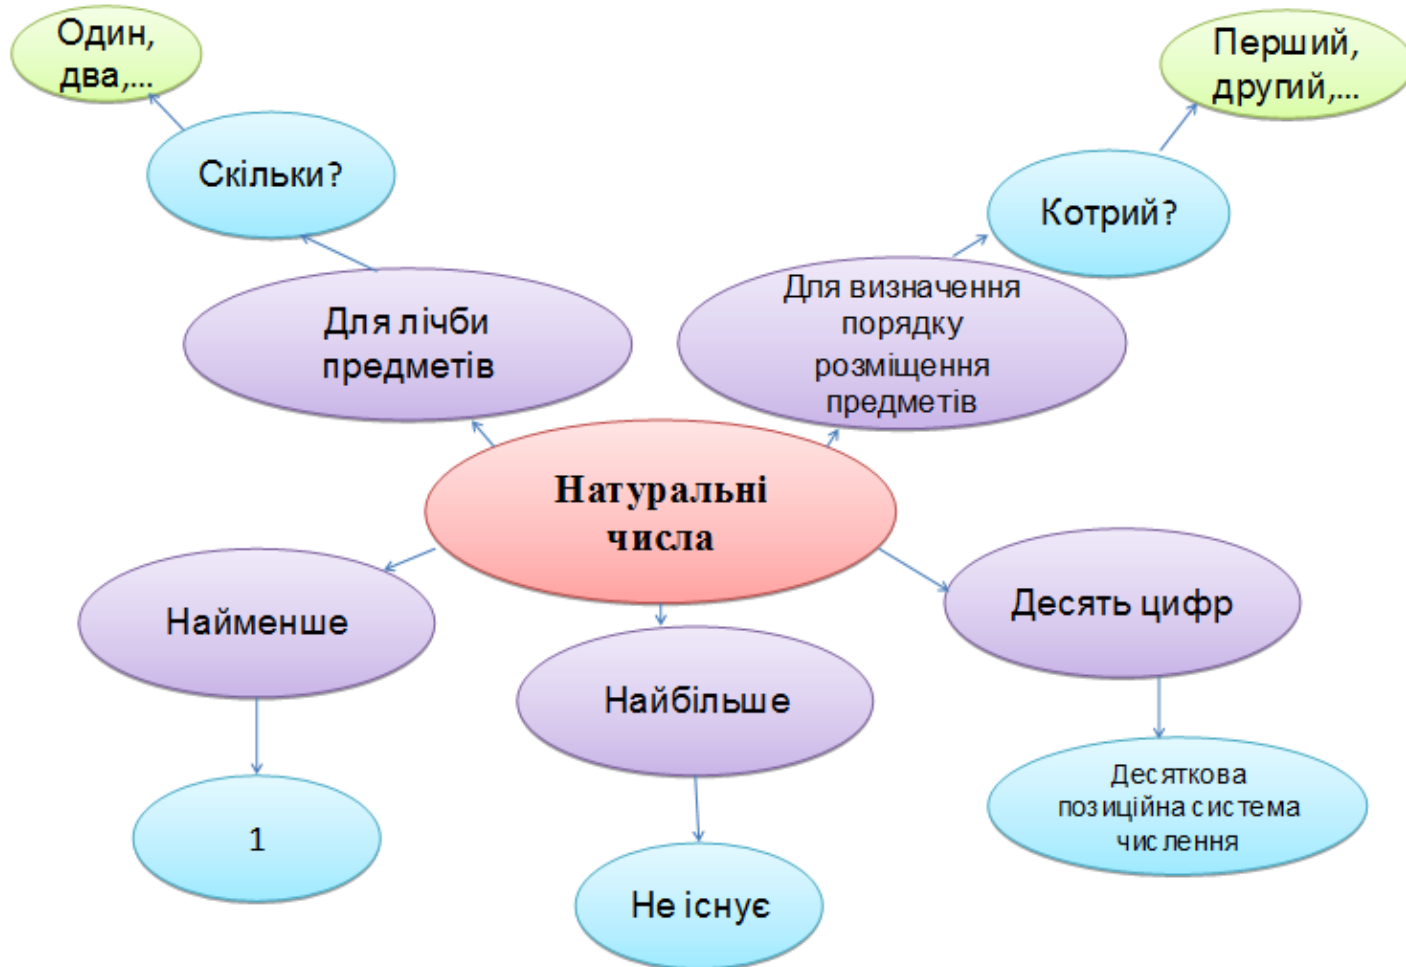 Один,
два,...
Перший,
другий,...
Скільки?
Котрий?
Для лічби
предметів
Для визначення
порядку
розміщення
предметів
Натуральні
числа
Найменше
Найбільше
Десять цифр
1
Не існує
Десяткова
позиційна система
числення